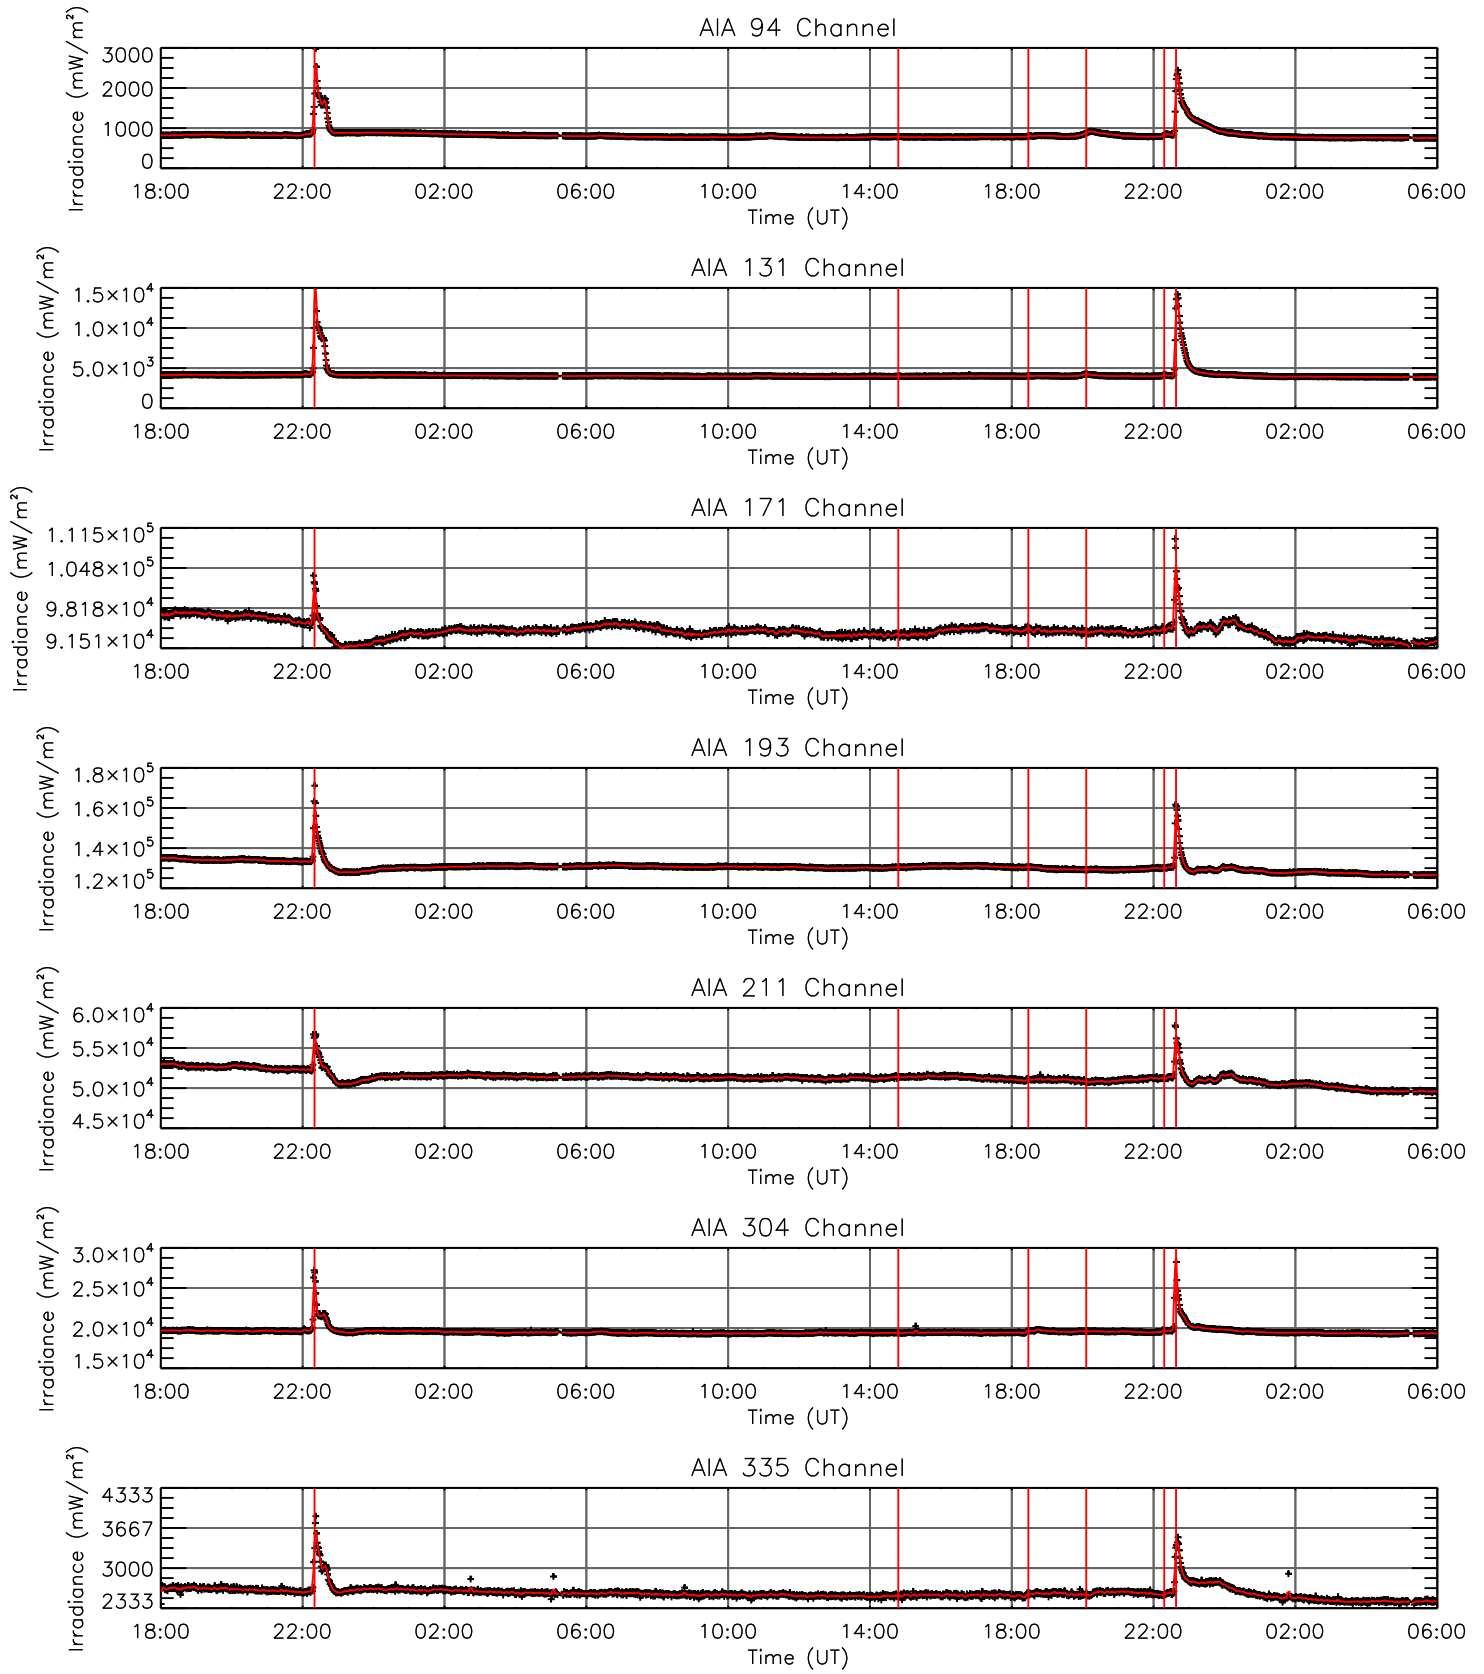 AIA 94 Channel
Irradiance (mW/m²)
3000
2000
1000
0
18:00 22:00 02:00 06:00 10:00 14:00 18:00 22:00 02:00 06:00
Time (UT)
AIA 131 Channel
Irradiance (mW/m²)
1.5×10⁴
1.0×10⁴
5.0×10³
0
18:00 22:00 02:00 06:00 10:00 14:00 18:00 22:00 02:00 06:00
Time (UT)
AIA 171 Channel
Irradiance (mW/m²)
1.115×10⁵
1.048×10⁵
9.818×10⁴
9.151×10⁴
18:00 22:00 02:00 06:00 10:00 14:00 18:00 22:00 02:00 06:00
Time (UT)
AIA 193 Channel
Irradiance (mW/m²)
1.8×10⁵
1.6×10⁵
1.4×10⁵
1.2×10⁵
18:00 22:00 02:00 06:00 10:00 14:00 18:00 22:00 02:00 06:00
Time (UT)
AIA 211 Channel
Irradiance (mW/m²)
6.0×10⁴
5.5×10⁴
5.0×10⁴
4.5×10⁴
18:00 22:00 02:00 06:00 10:00 14:00 18:00 22:00 02:00 06:00
Time (UT)
AIA 304 Channel
Irradiance (mW/m²)
3.0×10⁴
2.5×10⁴
2.0×10⁴
1.5×10⁴
18:00 22:00 02:00 06:00 10:00 14:00 18:00 22:00 02:00 06:00
Time (UT)
AIA 335 Channel
Irradiance (mW/m²)
4333
3667
3000
2333
18:00 22:00 02:00 06:00 10:00 14:00 18:00 22:00 02:00 06:00
Time (UT)